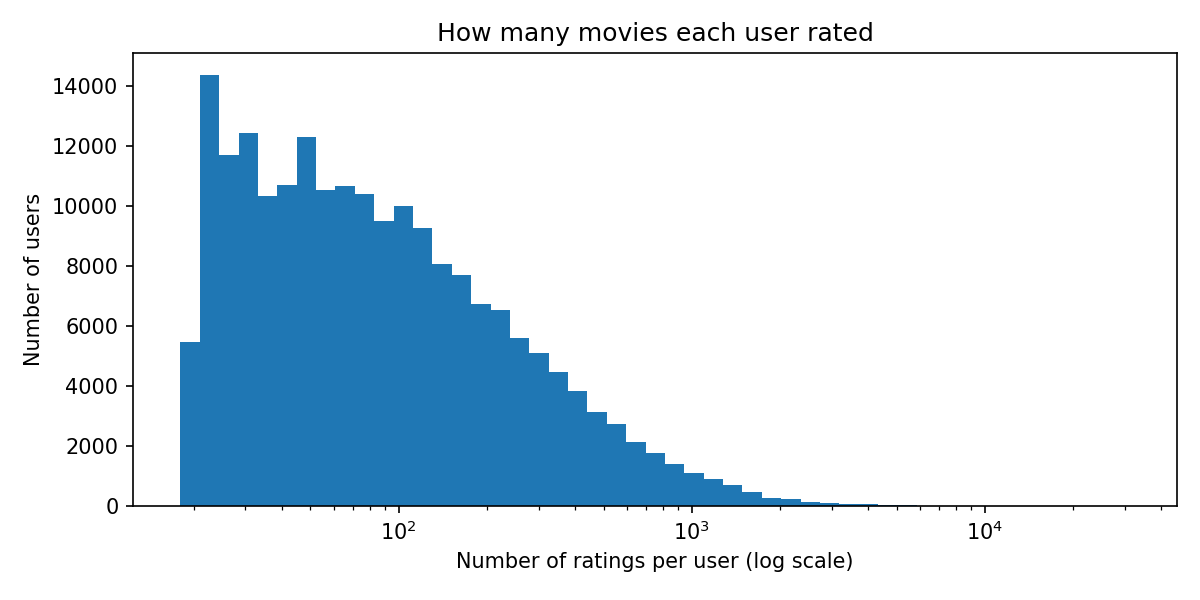 How many movies each user rated
Number of users
14000
12000
10000
8000
6000
4000
2000
0
10² 10³ 10⁴
Number of ratings per user (log scale)